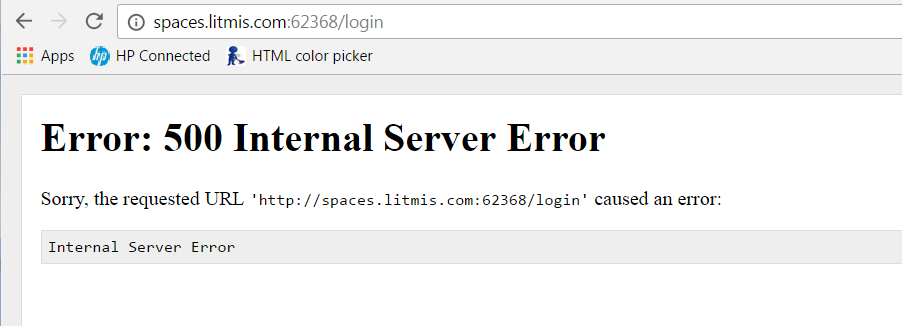 spaces.litmis.com:62368/login
Apps HP Connected HTML color picker
Error: 500 Internal Server Error
Sorry, the requested URL 'http://spaces.litmis.com:62368/login' caused an error:
Internal Server Error